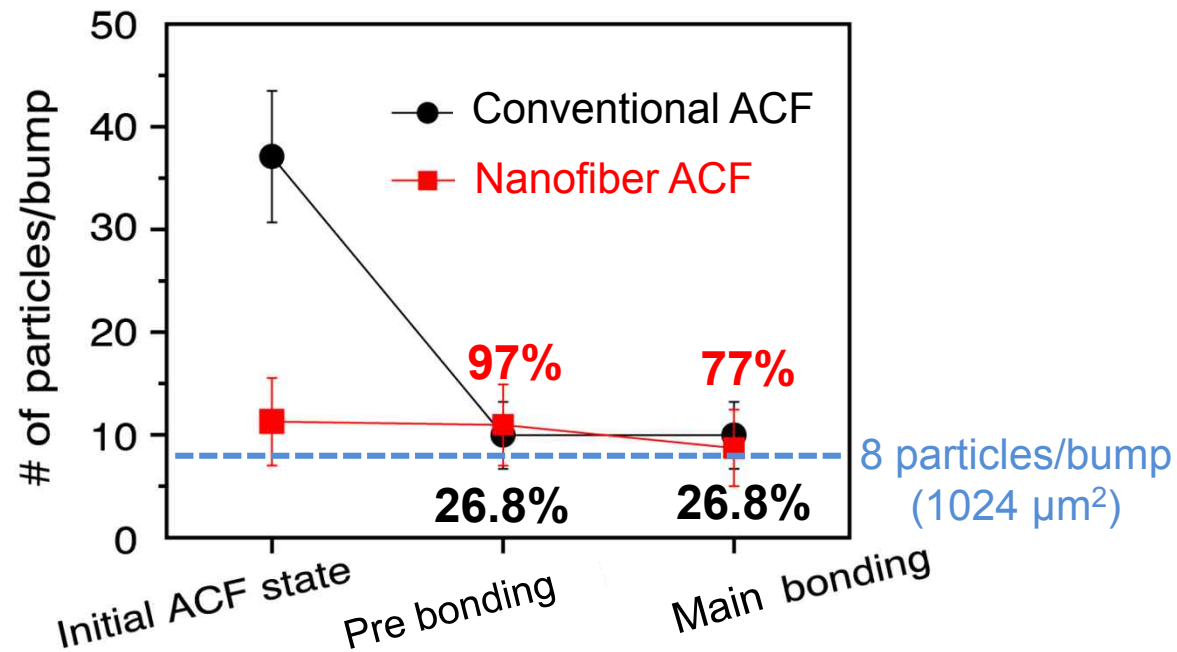 # of particles/bump
50
40
30
20
10
0
Conventional ACF
Nanofiber ACF
97%
77%
26.8%
26.8%
8 particles/bump
(1024 µm²)
Initial ACF state
Pre bonding
Main bonding